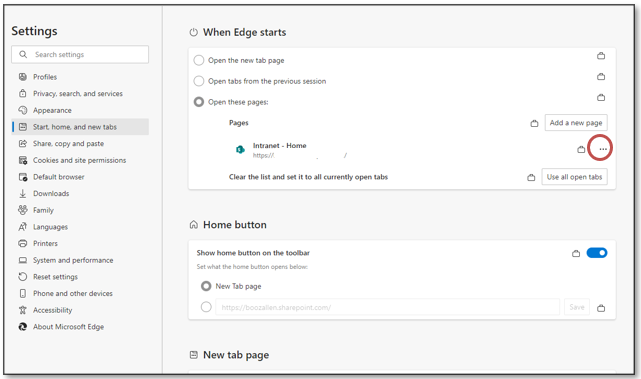 Settings
Search settings
Profiles
Privacy, search, and services
Appearance
Start, home, and new tabs
Share, copy and paste
Cookies and site permissions
Default browser
Downloads
Family
Languages
Printers
System and performance
Reset settings
Phone and other devices
Accessibility
About Microsoft Edge
When Edge starts
Open the new tab page
Open tabs from the previous session
Open these pages:
Pages
Add a new page
Intranet - Home
https:// . /
Clear the list and set it to all currently open tabs
Use all open tabs
Home button
Show home button on the toolbar
Set what the home button opens below:
New Tab page
https://boozallen.sharepoint.com/
Save
New tab page